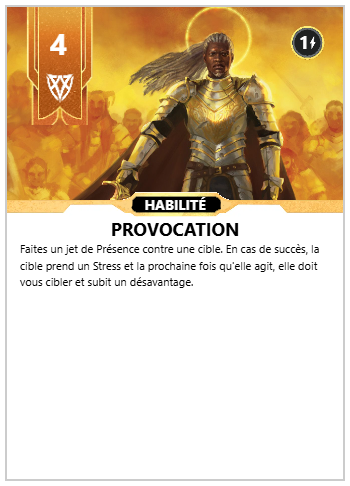 4
1
HABILITÉ
PROVOCATION
Faites un jet de Présence contre une cible. En cas de succès, la
cible prend un Stress et la prochaine fois qu'elle agit, elle doit
vous cibler et subit un désavantage.